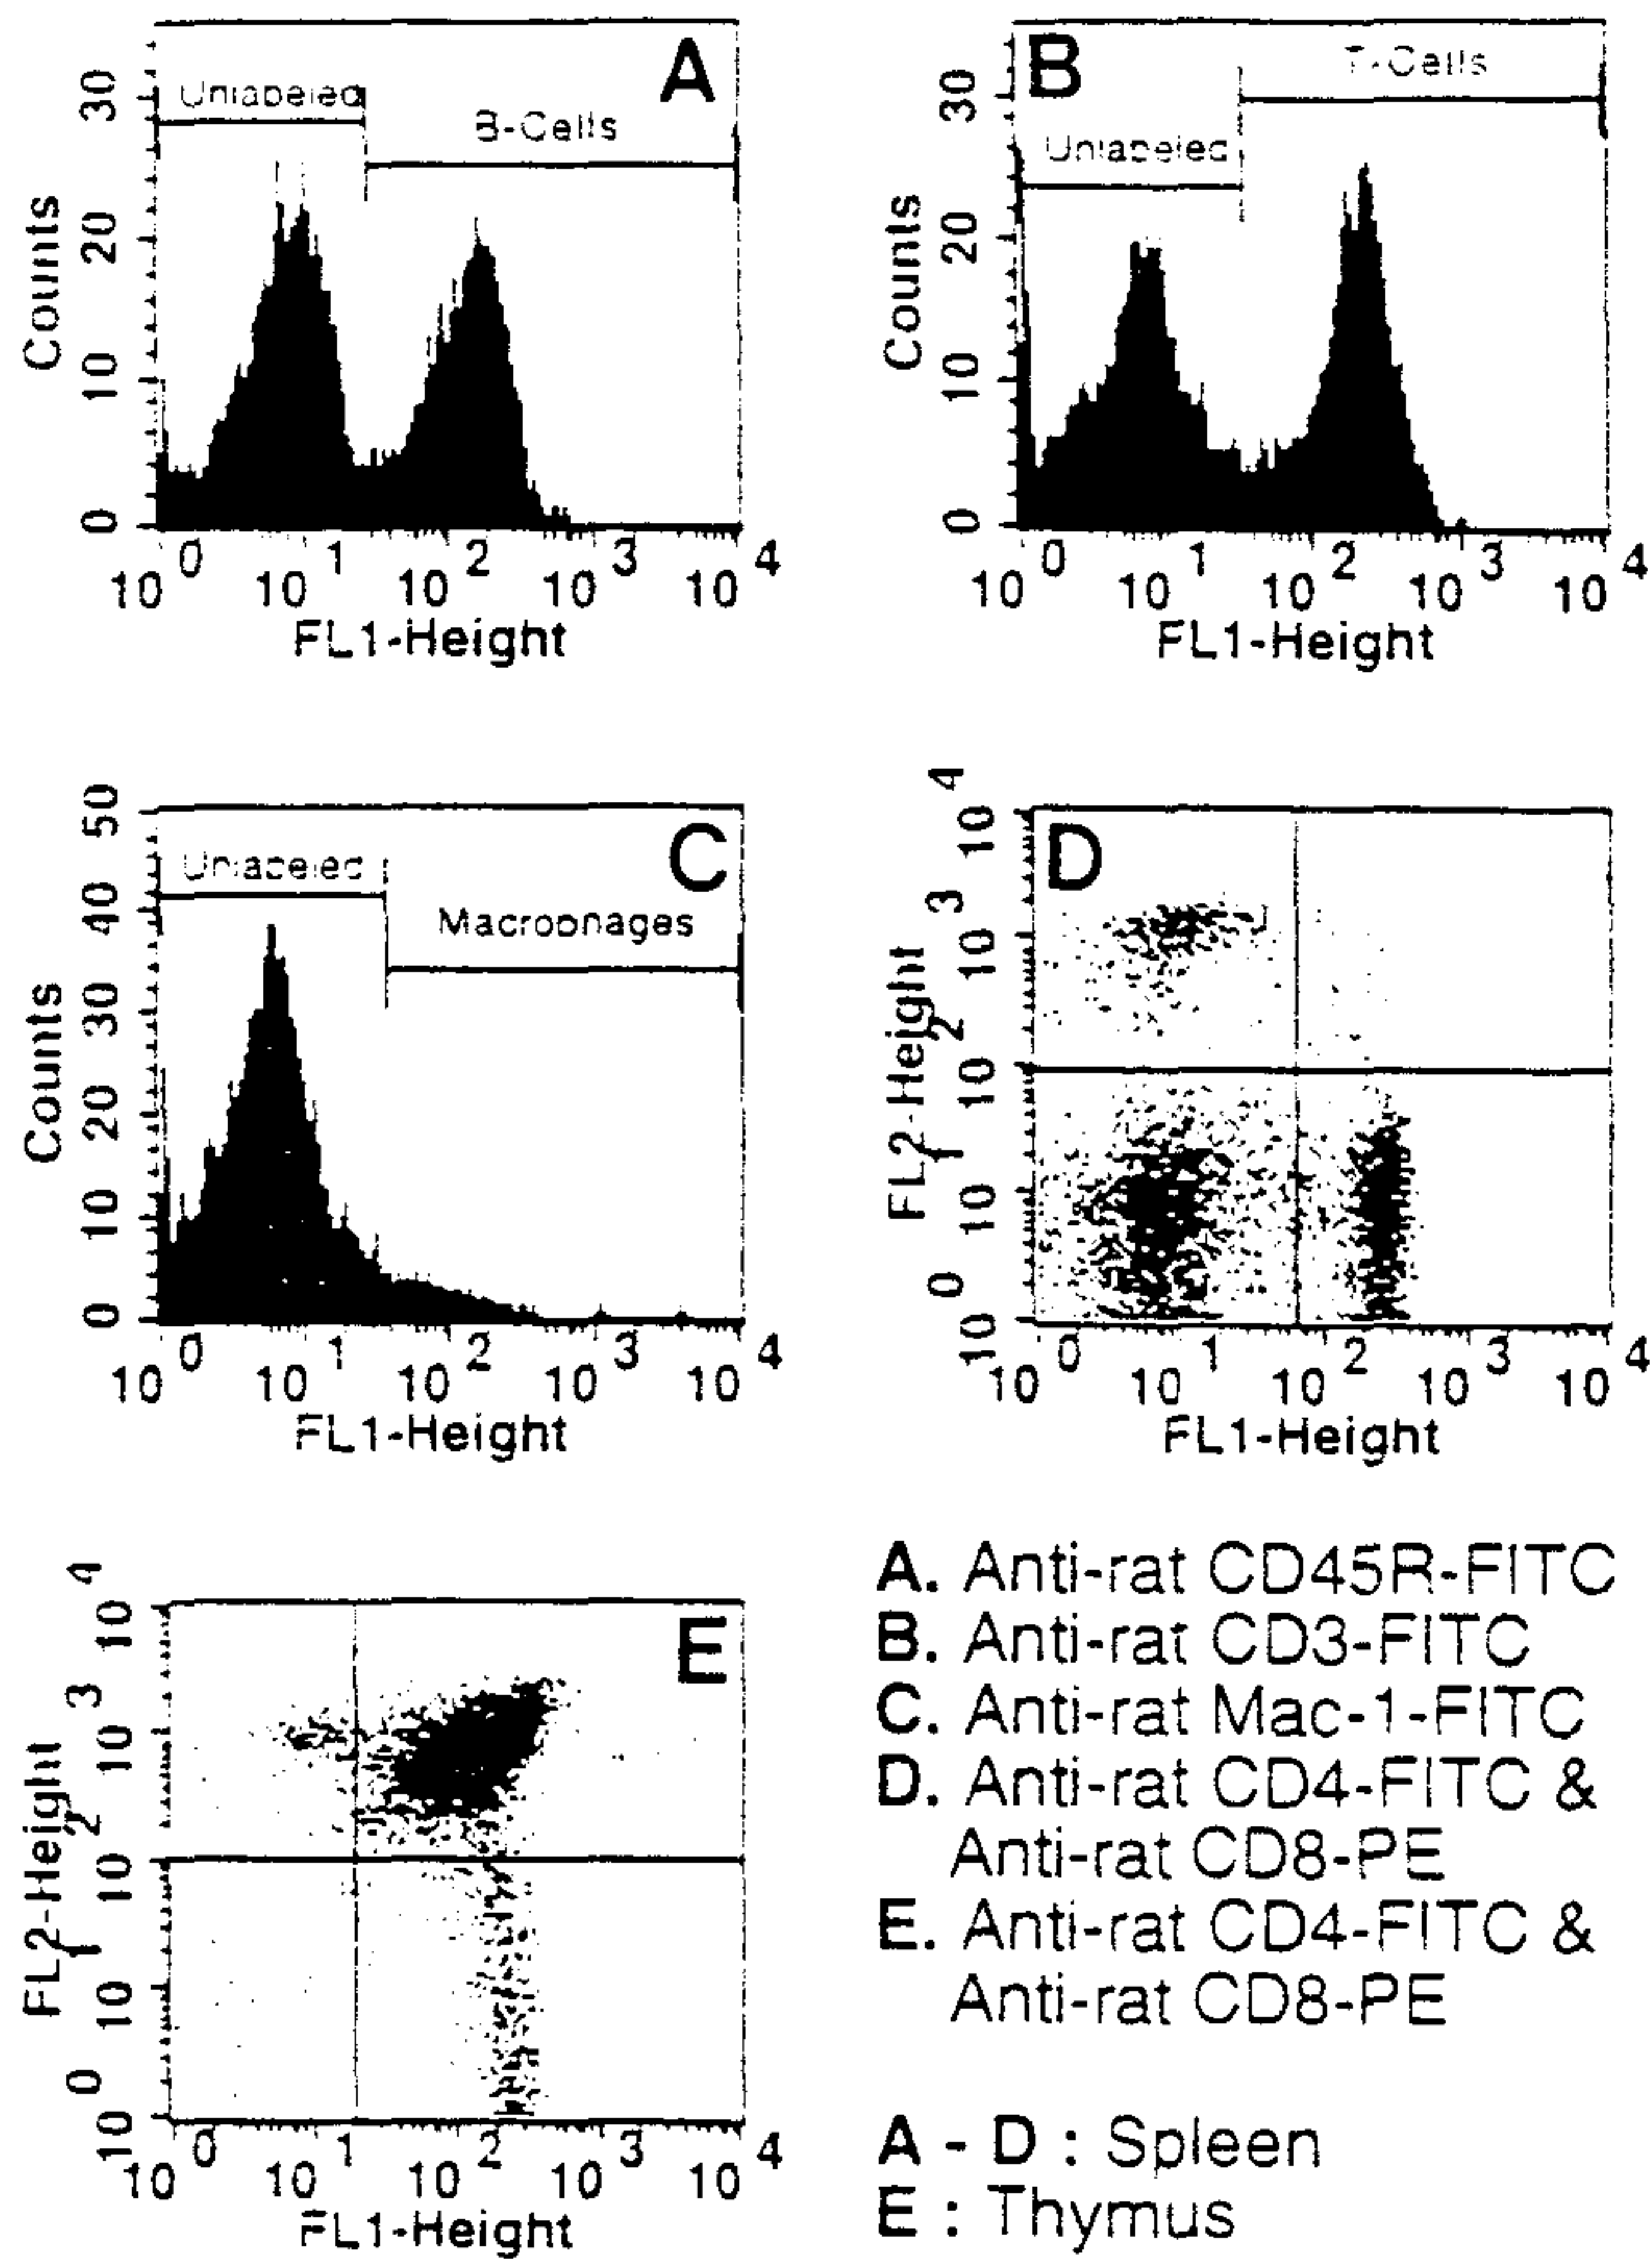 A
Unlabeled
B-Cells
30
20
10
0
Counts
10 0 10 1 10 2 10 3 10 4
FL1-Height
B
T-Cells
Unlabeled
30
20
10
0
Counts
10 0 10 1 10 2 10 3 10 4
FL1-Height
C
Unlabeled
Macrophages
50
40
30
20
10
0
Counts
10 0 10 1 10 2 10 3 10 4
FL1-Height
D
10 4
10 3
10 2
10 1
10 0
FL2-Height
10 0 10 1 10 2 10 3 10 4
FL1-Height
E
10 4
10 3
10 2
10 1
10 0
FL2-Height
10 0 10 1 10 2 10 3 10 4
FL1-Height
A. Anti-rat CD45R-FITC
B. Anti-rat CD3-FITC
C. Anti-rat Mac-1-FITC
D. Anti-rat CD4-FITC &
Anti-rat CD8-PE
E. Anti-rat CD4-FITC &
Anti-rat CD8-PE
A - D : Spleen
E : Thymus